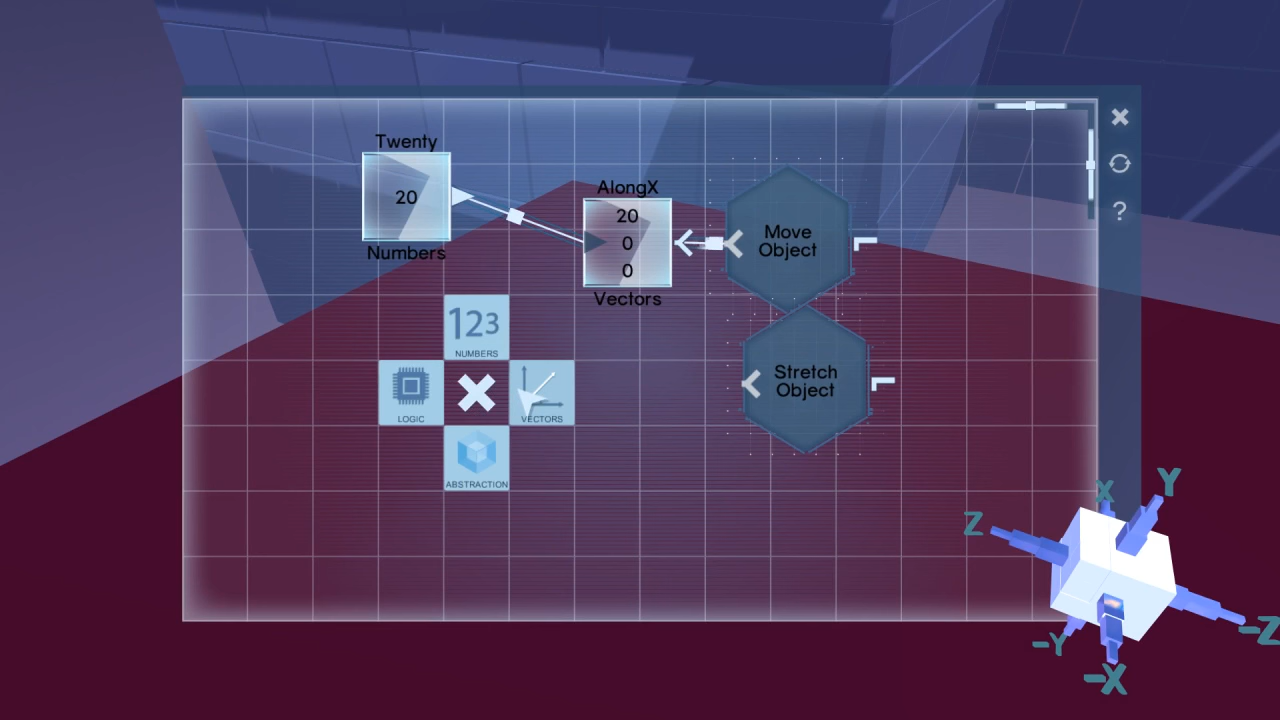 Twenty
20
Numbers
AlongX
20
0
0
Vectors
Move
Object
Stretch
Object
123
NUMBERS
LOGIC
VECTORS
ABSTRACTION
?
X
Y
Z
-Z
-Y
-X